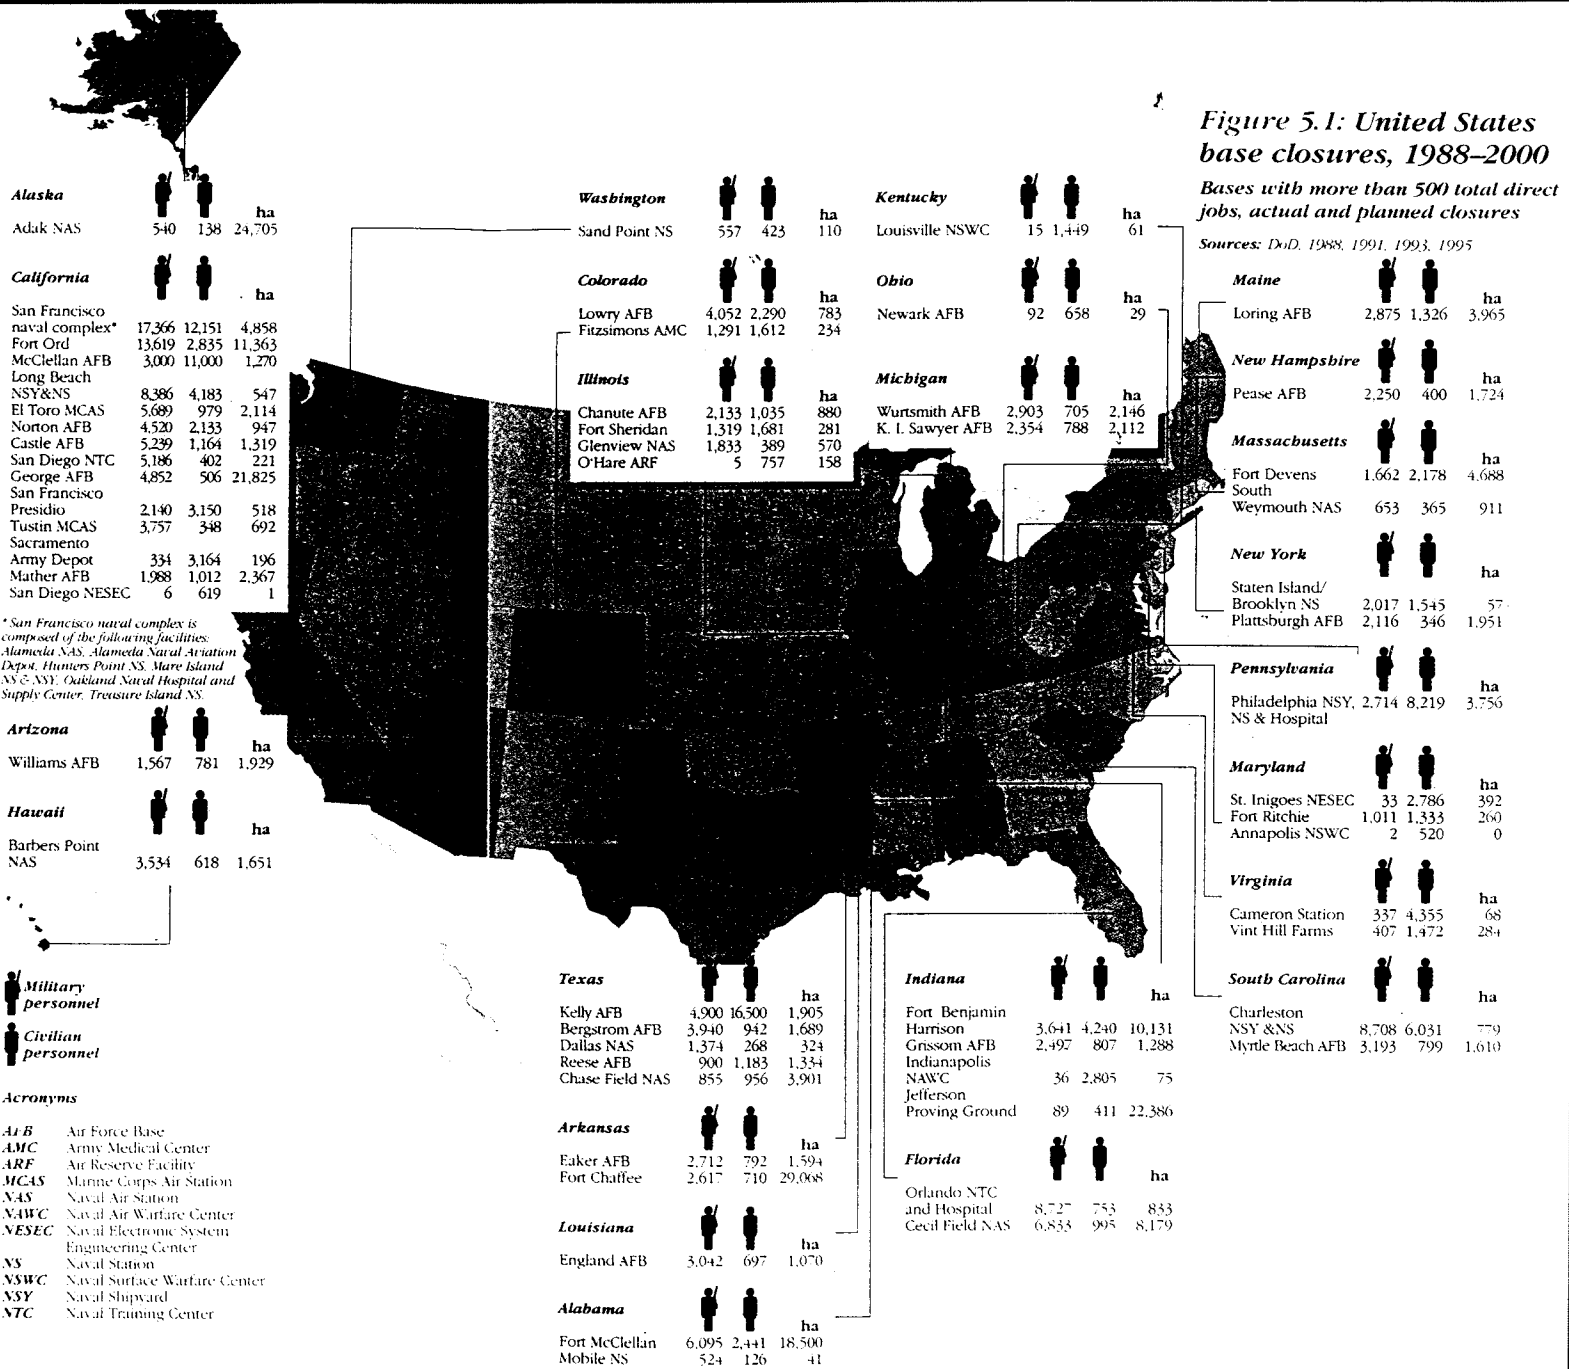 Figure 5.1: United States
base closures, 1988–2000
Bases with more than 500 total direct
jobs, actual and planned closures
Sources: DoD, 1988, 1991, 1993, 1995
Alaska
ha
Adak NAS 540 138 24,705
California
ha
San Francisco
naval complex* 17,366 12,151 4,858
Fort Ord 13,619 2,835 11,363
McClellan AFB 3,000 11,000 1,270
Long Beach
NSY&NS 8,386 4,183 547
El Toro MCAS 5,689 979 2,114
Norton AFB 4,520 2,133 947
Castle AFB 5,239 1,164 1,319
San Diego NTC 5,186 402 221
George AFB 4,852 506 21,825
San Francisco
Presidio 2,140 3,150 518
Tustin MCAS 3,757 348 692
Sacramento
Army Depot 334 3,164 196
Mather AFB 1,988 1,012 2,367
San Diego NESEC 6 619 1
* San Francisco naval complex is
composed of the following facilities:
Alameda NAS, Alameda Naval Aviation
Depot, Hunters Point NS, Mare Island
NS & NSY, Oakland Naval Hospital and
Supply Center, Treasure Island NS.
Arizona
ha
Williams AFB 1,567 781 1,929
Hawaii
ha
Barbers Point
NAS 3,534 618 1,651
Military
personnel
Civilian
personnel
Acronyms
AFB Air Force Base
AMC Army Medical Center
ARF Air Reserve Facility
MCAS Marine Corps Air Station
NAS Naval Air Station
NAWC Naval Air Warfare Center
NESEC Naval Electronic System
Engineering Center
NS Naval Station
NSWC Naval Surface Warfare Center
NSY Naval Shipyard
NTC Naval Training Center
Washington
ha
Sand Point NS 557 423 110
Colorado
ha
Lowry AFB 4,052 2,290 783
Fitzsimons AMC 1,291 1,612 234
Illinois
ha
Chanute AFB 2,133 1,035 880
Fort Sheridan 1,319 1,681 281
Glenview NAS 1,833 389 570
O'Hare ARF 5 757 158
Kentucky
ha
Louisville NSWC 15 1,449 61
Ohio
ha
Newark AFB 92 658 29
Michigan
ha
Wurtsmith AFB 2,903 705 2,146
K. I. Sawyer AFB 2,354 788 2,112
Texas
ha
Kelly AFB 4,900 16,500 1,905
Bergstrom AFB 3,940 942 1,689
Dallas NAS 1,374 268 324
Reese AFB 900 1,183 1,334
Chase Field NAS 855 956 3,901
Arkansas
ha
Eaker AFB 2,712 792 1,594
Fort Chaffee 2,617 710 29,068
Louisiana
ha
England AFB 3,042 697 1,070
Alabama
ha
Fort McClellan 6,095 2,441 18,500
Mobile NS 524 126 41
Indiana
ha
Fort Benjamin
Harrison 3,641 4,240 10,131
Grissom AFB 2,497 807 1,288
Indianapolis
NAWC 36 2,805 75
Jefferson
Proving Ground 89 411 22,386
Florida
ha
Orlando NTC
and Hospital 8,727 753 833
Cecil Field NAS 6,833 995 8,179
Maine
ha
Loring AFB 2,875 1,326 3,965
New Hampshire
ha
Pease AFB 2,250 400 1,724
Massachusetts
ha
Fort Devens 1,662 2,178 4,688
South
Weymouth NAS 653 365 911
New York
ha
Staten Island/
Brooklyn NS 2,017 1,545 57
Plattsburgh AFB 2,116 346 1,951
Pennsylvania
ha
Philadelphia NSY, 2,714 8,219 3,756
NS & Hospital
Maryland
ha
St. Inigoes NESEC 33 2,786 392
Fort Ritchie 1,011 1,333 260
Annapolis NSWC 2 520 0
Virginia
ha
Cameron Station 337 4,355 68
Vint Hill Farms 407 1,472 284
South Carolina
ha
Charleston
NSY &NS 8,708 6,031 779
Myrtle Beach AFB 3,193 799 1,610